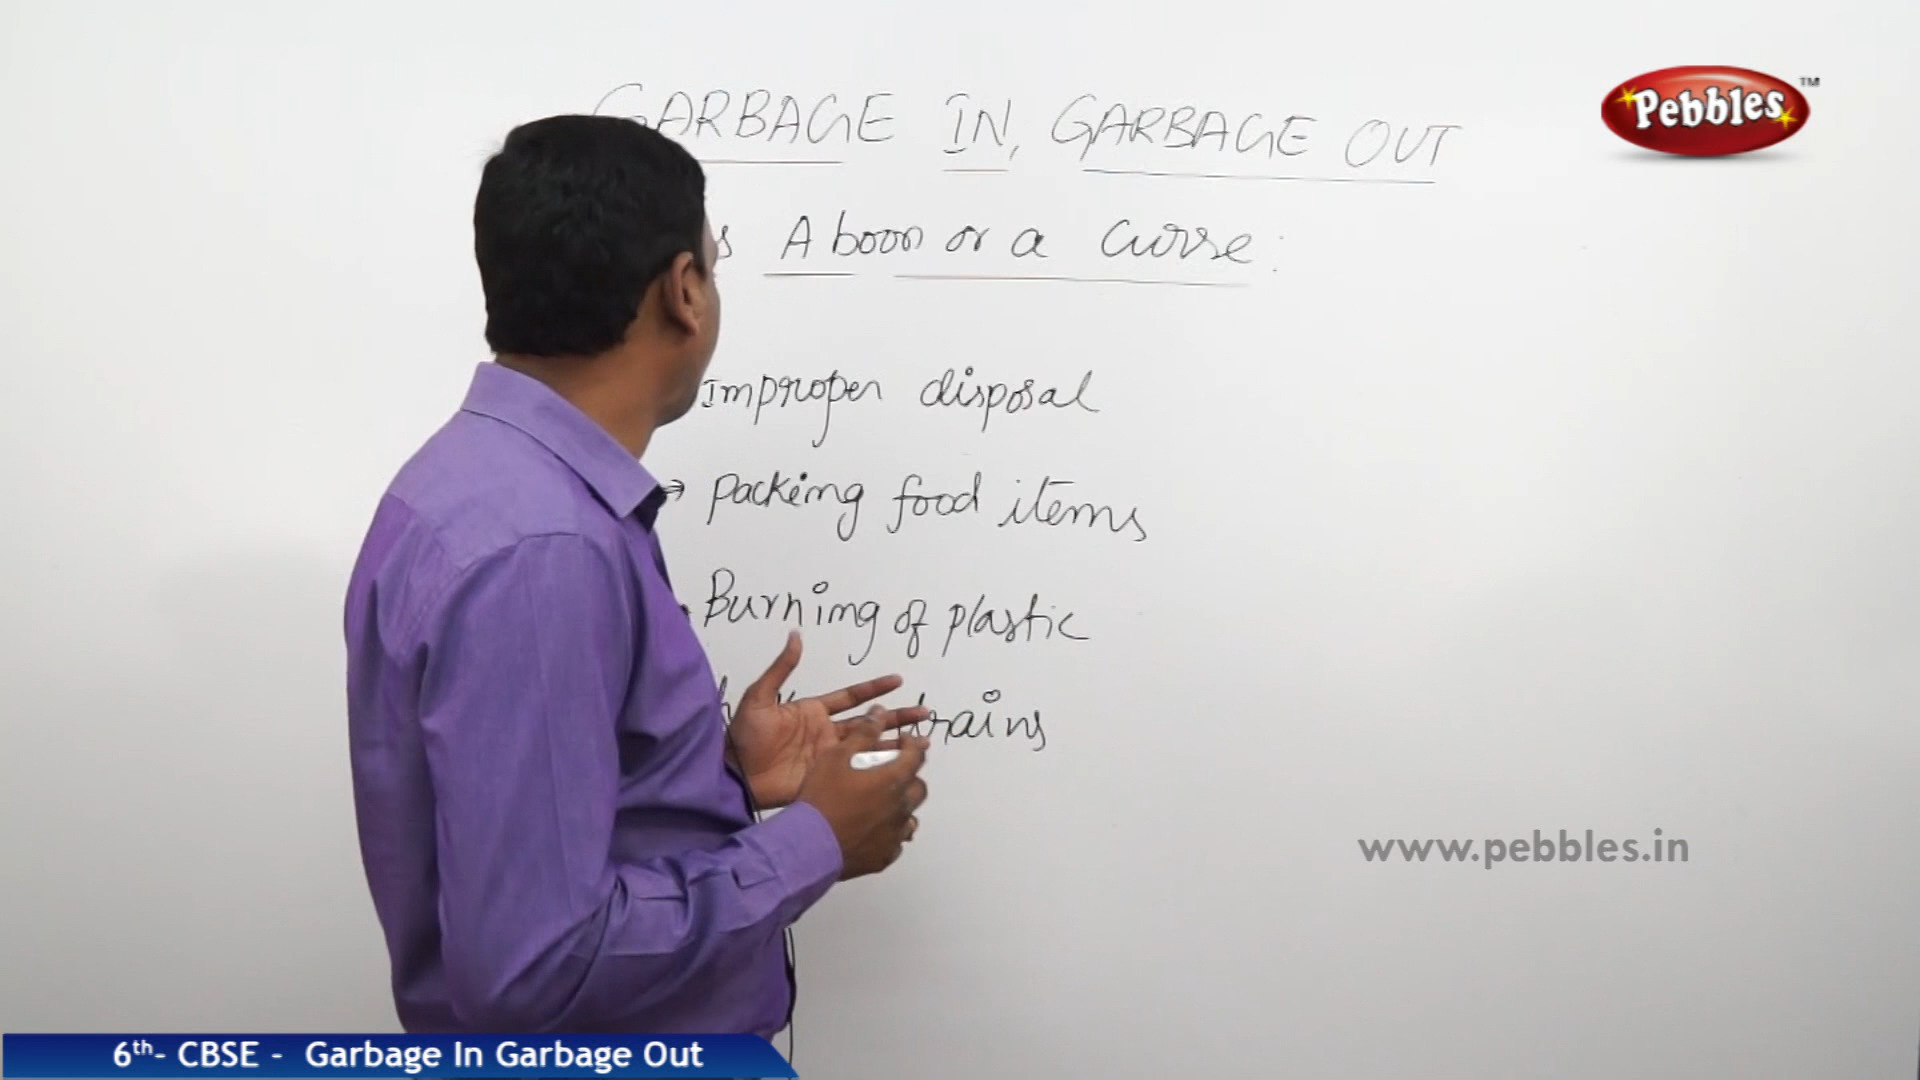 GARBAGE IN, GARBAGE OUT
Pebbles TM
A boon or a Curse:
Improper disposal
→ Packing food items
Burning of plastic
drains
www.pebbles.in
6th- CBSE - Garbage In Garbage Out